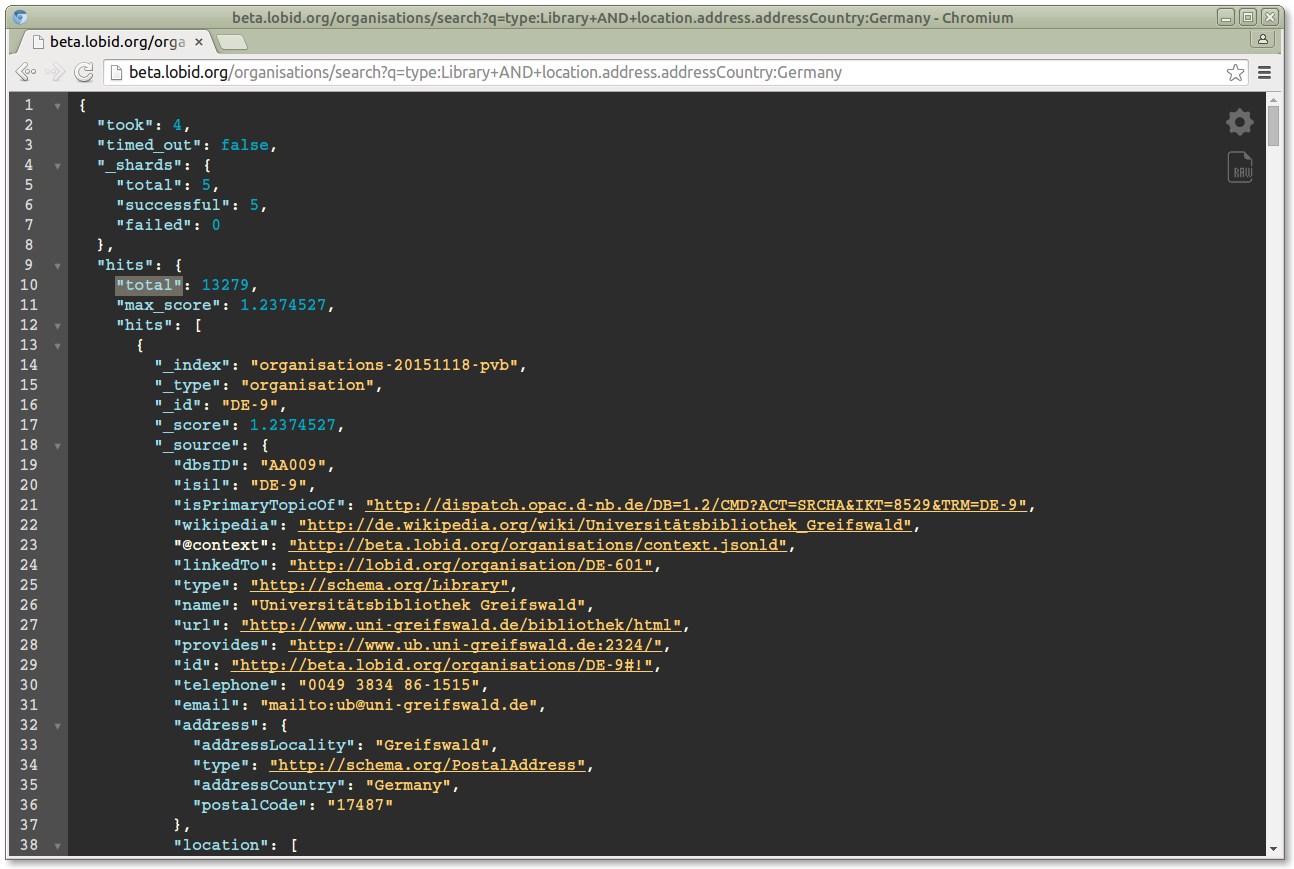 beta.lobid.org/organisations/search?q=type:Library+AND+location.address.addressCountry:Germany - Chromium
beta.lobid.org/orga ×
beta.lobid.org/organisations/search?q=type:Library+AND+location.address.addressCountry:Germany
1 {
2 "took": 4,
3 "timed_out": false,
4 "_shards": {
5 "total": 5,
6 "successful": 5,
7 "failed": 0
8 },
9 "hits": {
10 "total": 13279,
11 "max_score": 1.2374527,
12 "hits": [
13 {
14 "_index": "organisations-20151118-pvb",
15 "_type": "organisation",
16 "_id": "DE-9",
17 "_score": 1.2374527,
18 "_source": {
19 "dbsID": "AA009",
20 "isil": "DE-9",
21 "isPrimaryTopicOf": "http://dispatch.opac.d-nb.de/DB=1.2/CMD?ACT=SRCHA&IKT=8529&TRM=DE-9",
22 "wikipedia": "http://de.wikipedia.org/wiki/Universitätsbibliothek_Greifswald",
23 "@context": "http://beta.lobid.org/organisations/context.jsonld",
24 "linkedTo": "http://lobid.org/organisation/DE-601",
25 "type": "http://schema.org/Library",
26 "name": "Universitätsbibliothek Greifswald",
27 "url": "http://www.uni-greifswald.de/bibliothek/html",
28 "provides": "http://www.ub.uni-greifswald.de:2324/",
29 "id": "http://beta.lobid.org/organisations/DE-9#!",
30 "telephone": "0049 3834 86-1515",
31 "email": "mailto:ub@uni-greifswald.de",
32 "address": {
33 "addressLocality": "Greifswald",
34 "type": "http://schema.org/PostalAddress",
35 "addressCountry": "Germany",
36 "postalCode": "17487"
37 },
38 "location": [
RAW